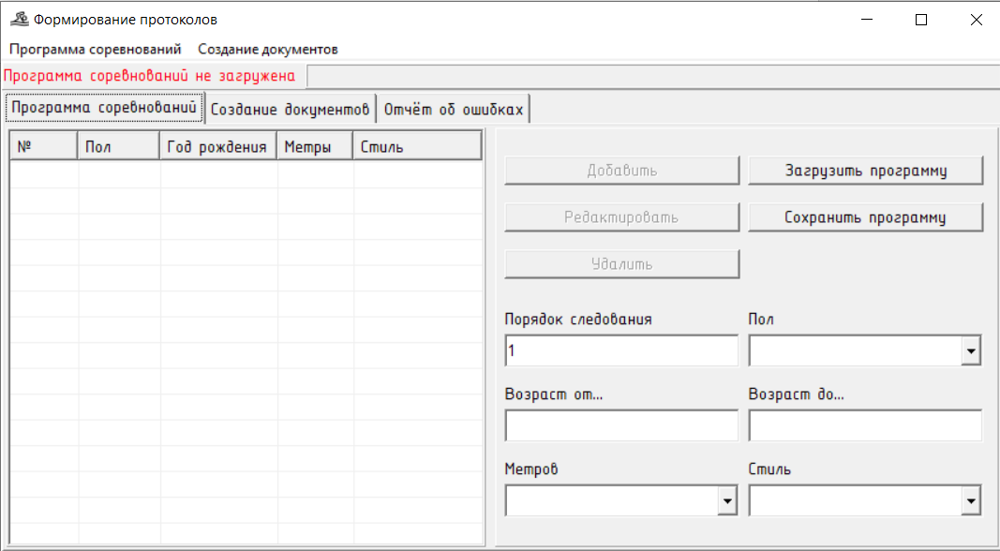 Формирование протоколов
Программа соревнований Создание документов
Программа соревнований не загружена
Программа соревнований Создание документов Отчёт об ошибках
№ Пол Год рождения Метры Стиль
Добавить Загрузить программу
Редактировать Сохранить программу
Удалить
Порядок следования Пол
1
Возраст от... Возраст до...
Метров Стиль